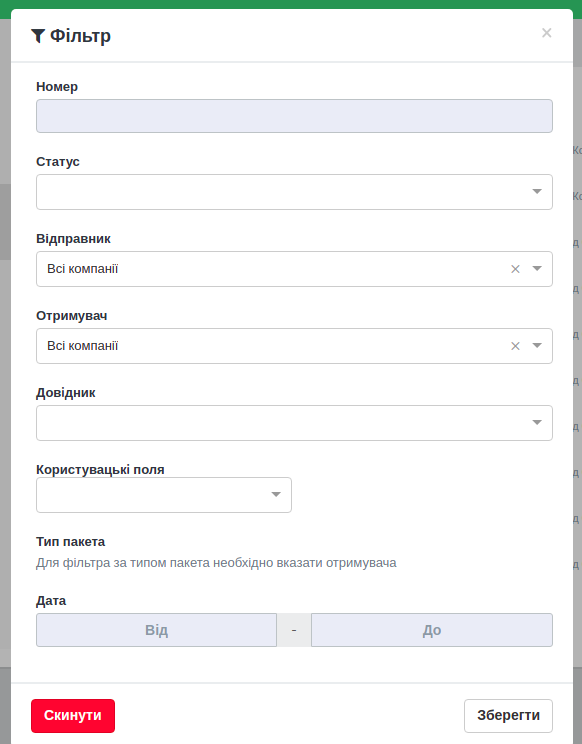 Фільтр
×
Номер
Статус
Відправник
Всі компанії ×
Отримувач
Всі компанії ×
Довідник
Користувацькі поля
Тип пакета
Для фільтра за типом пакета необхідно вказати отримувача
Дата
Від - До
Скинути Зберегти